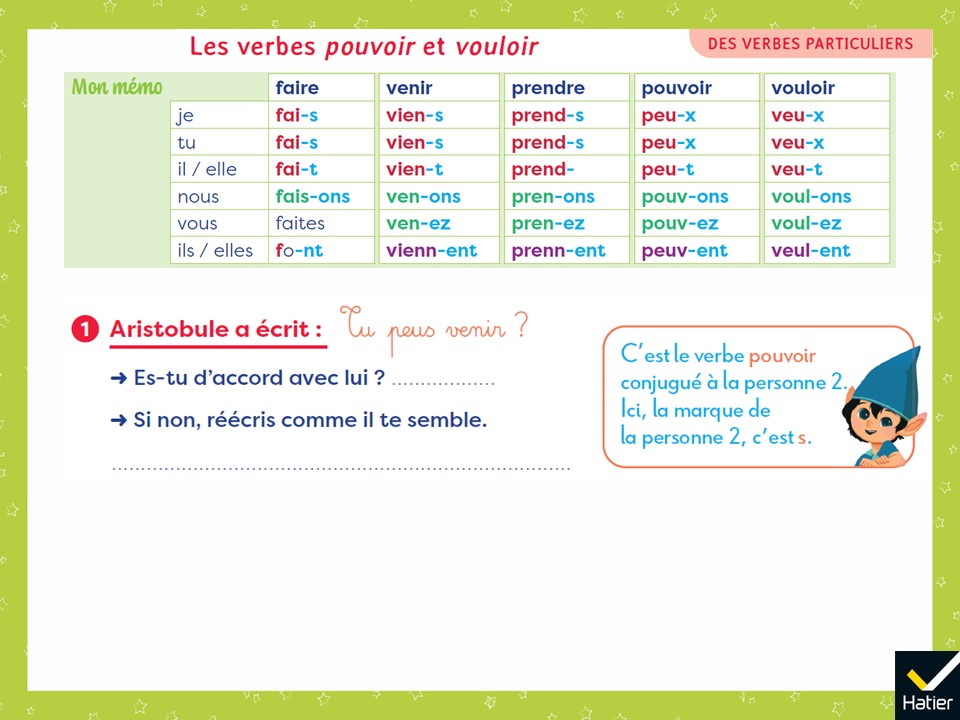 Les verbes pouvoir et vouloir
DES VERBES PARTICULIERS
Mon mémo faire venir prendre pouvoir vouloir
je fai-s vien-s prend-s peu-x veu-x
tu fai-s vien-s prend-s peu-x veu-x
il / elle fai-t vien-t prend- peu-t veu-t
nous fais-ons ven-ons pren-ons pouv-ons voul-ons
vous faites ven-ez pren-ez pouv-ez voul-ez
ils / elles fo-nt vienn-ent prenn-ent peuv-ent veul-ent
1 Aristobule a écrit : Tu peus venir ?
➜ Es-tu d'accord avec lui ? ..................
➜ Si non, réécris comme il te semble.
................................................................................
C'est le verbe pouvoir
conjugué à la personne 2.
Ici, la marque de
la personne 2, c'est s.
Hatier